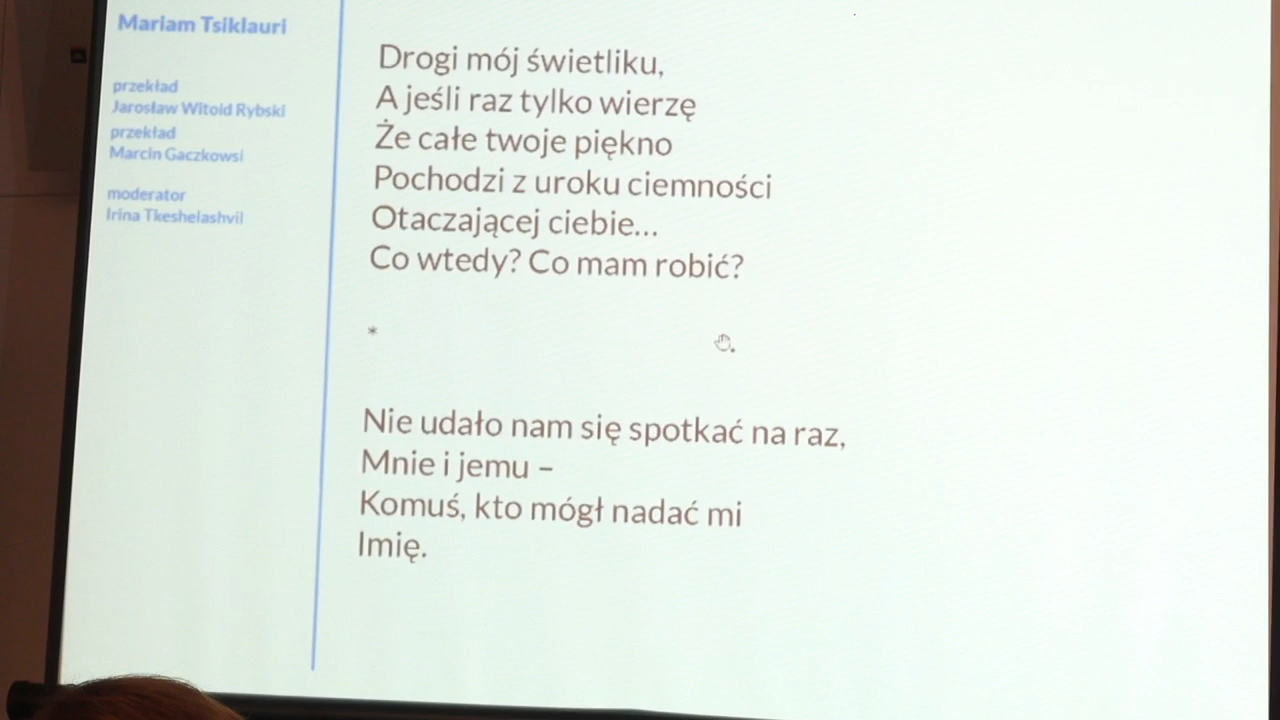 Mariam Tsiklauri
przekład
Jarosław Witold Rybski
przekład
Marcin Gaczkowsi
moderator
Irina Tkeshelashvil
Drogi mój świetliku,
A jeśli raz tylko wierzę
Że całe twoje piękno
Pochodzi z uroku ciemności
Otaczającej ciebie...
Co wtedy? Co mam robić?
*
Nie udało nam się spotkać na raz,
Mnie i jemu –
Komuś, kto mógł nadać mi
Imię.